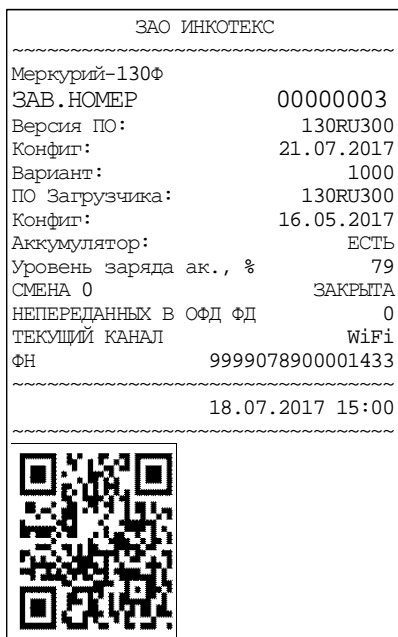 ЗАО ИНКОТЕКС
~~~~~~~~~~~~~~~~~~~~~~~~~~~~~~~~
Меркурий-130Ф
ЗАВ.НОМЕР 00000003
Версия ПО: 130RU300
Конфиг: 21.07.2017
Вариант: 1000
ПО Загрузчика: 130RU300
Конфиг: 16.05.2017
Аккумулятор: ЕСТЬ
Уровень заряда ак., % 79
СМЕНА 0 ЗАКРЫТА
НЕПЕРЕДАННЫХ В ОФД ФД 0
ТЕКУЩИЙ КАНАЛ WiFi
ФН 9999078900001433
~~~~~~~~~~~~~~~~~~~~~~~~~~~~~~~~
18.07.2017 15:00
~~~~~~~~~~~~~~~~~~~~~~~~~~~~~~~~